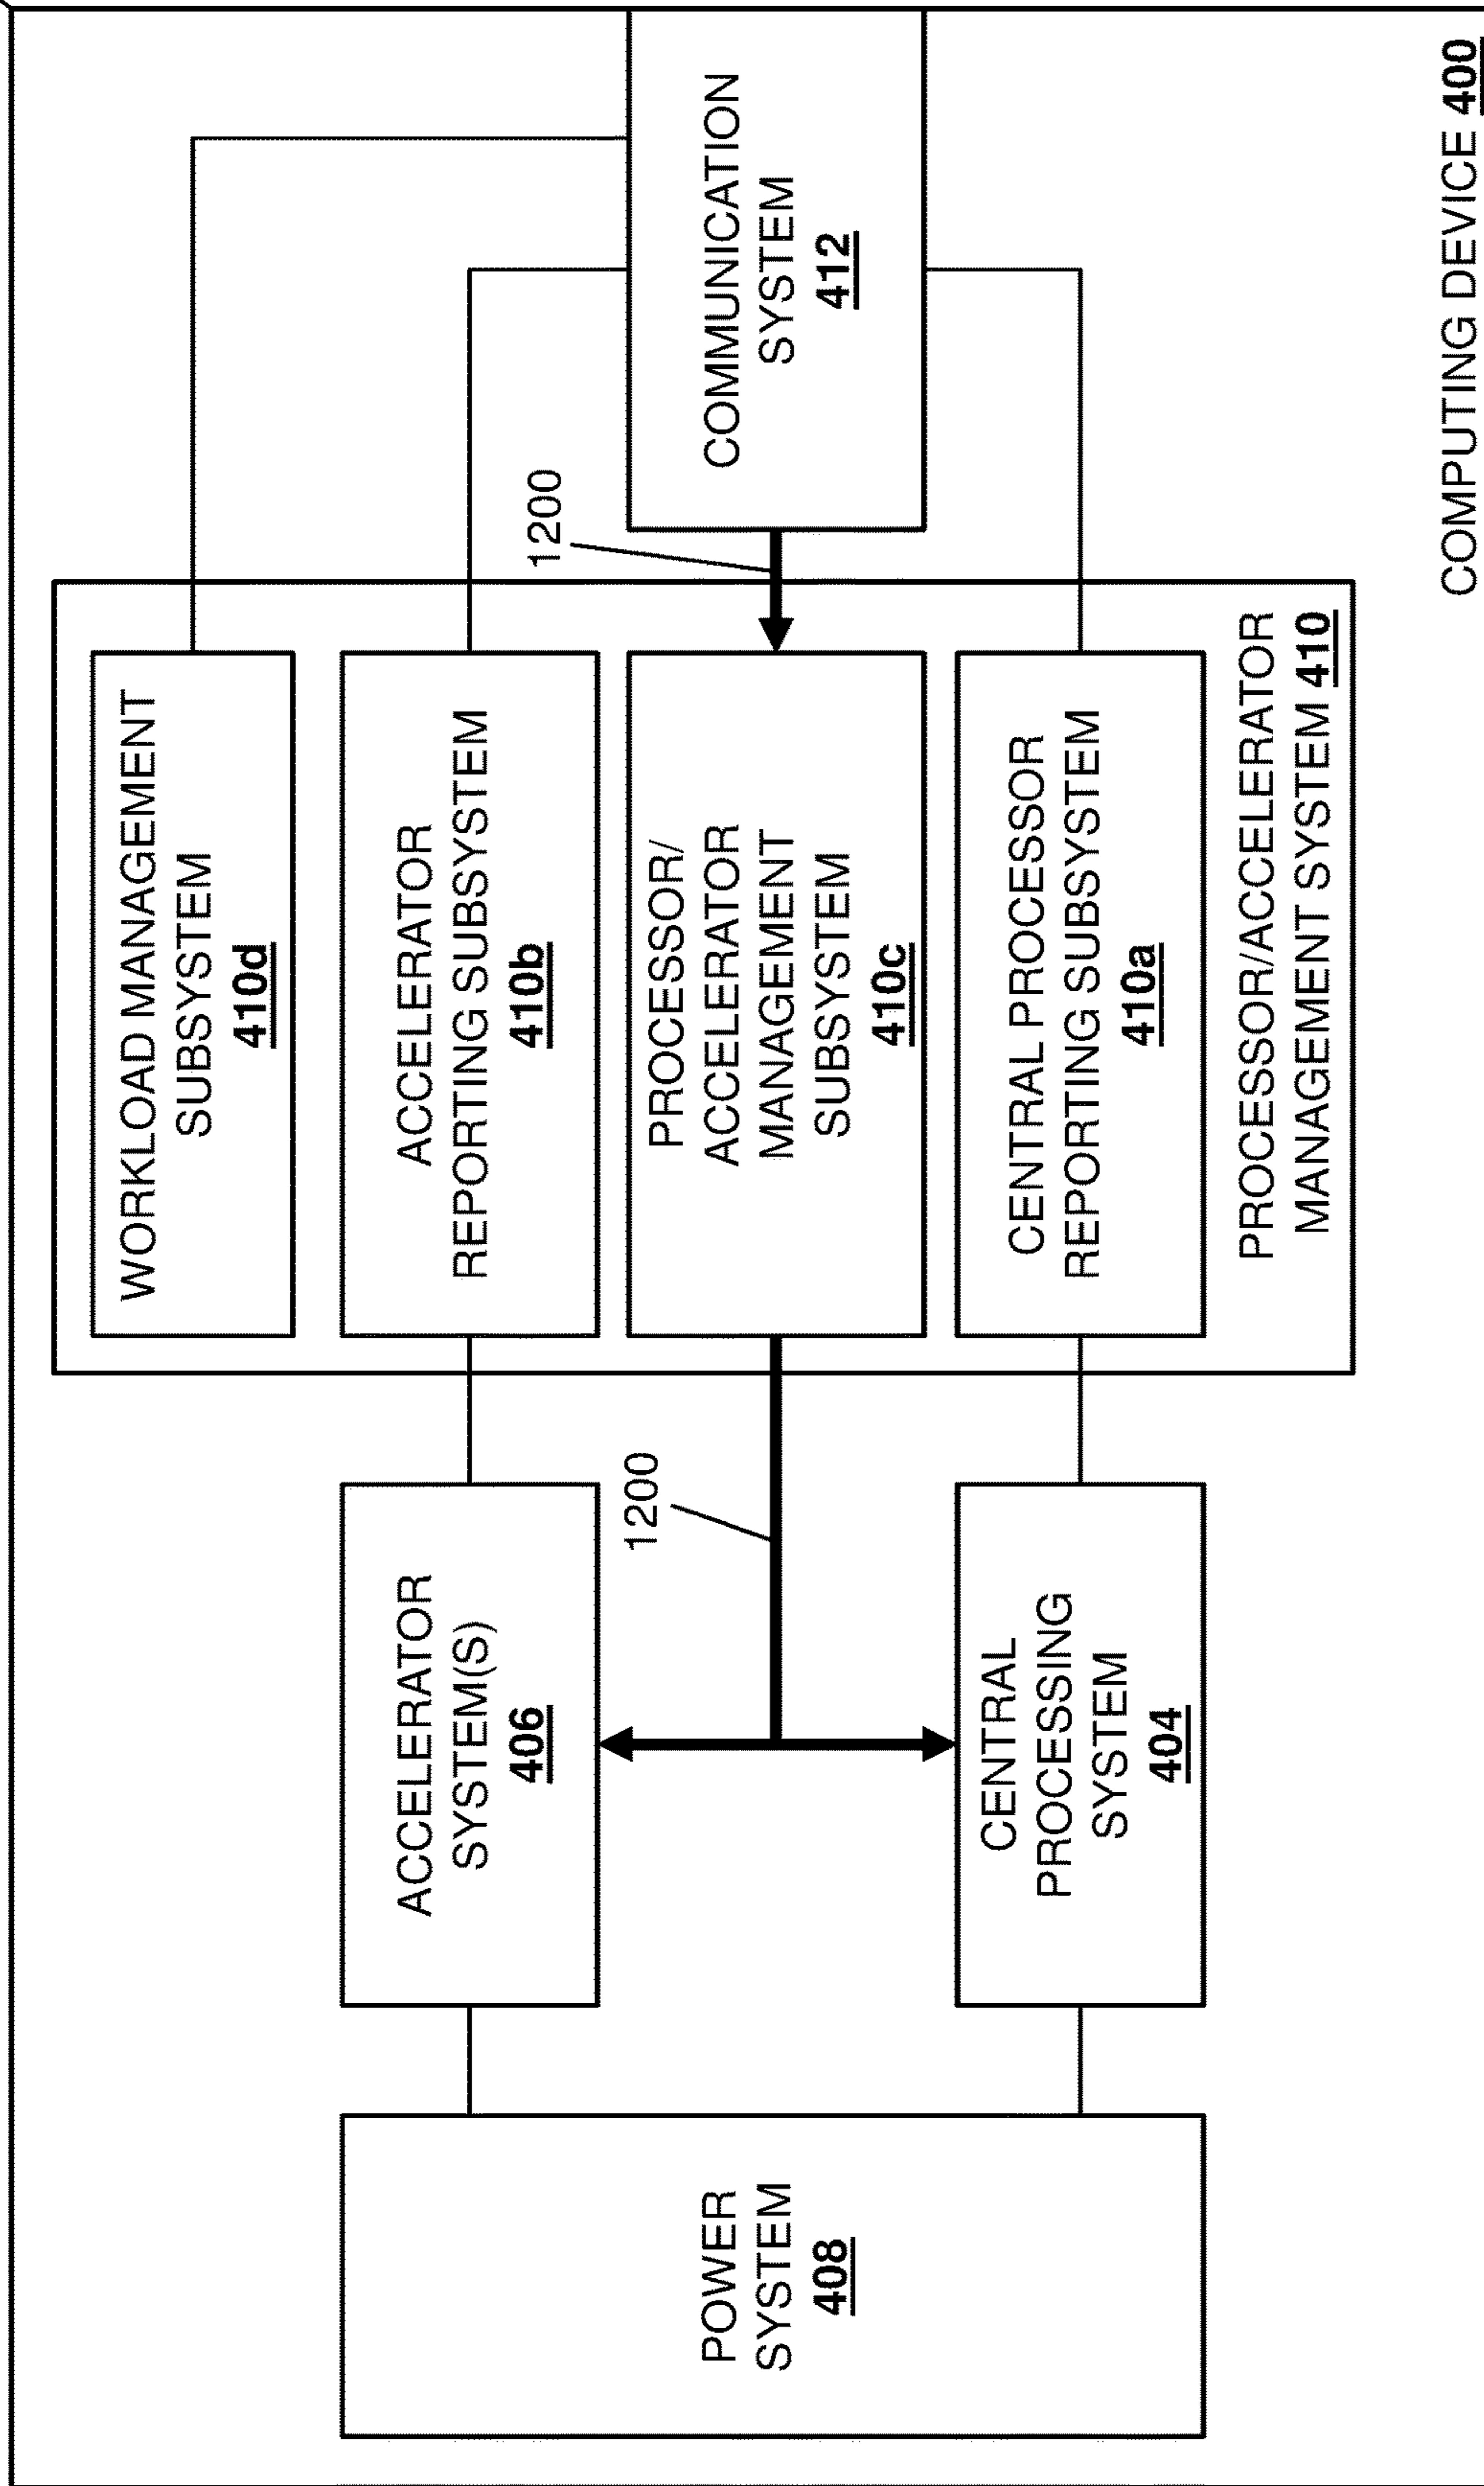 WORKLOAD MANAGEMENT
SUBSYSTEM
410d
ACCELERATOR
SYSTEM(S)
406
ACCELERATOR
REPORTING SUBSYSTEM
410b
1200
POWER
SYSTEM
408
1200
PROCESSOR/
ACCELERATOR
MANAGEMENT
SUBSYSTEM
410c
COMMUNICATION
SYSTEM
412
CENTRAL
PROCESSING
SYSTEM
404
CENTRAL PROCESSOR
REPORTING SUBSYSTEM
410a
PROCESSOR/ACCELERATOR
MANAGEMENT SYSTEM 410
COMPUTING DEVICE 400